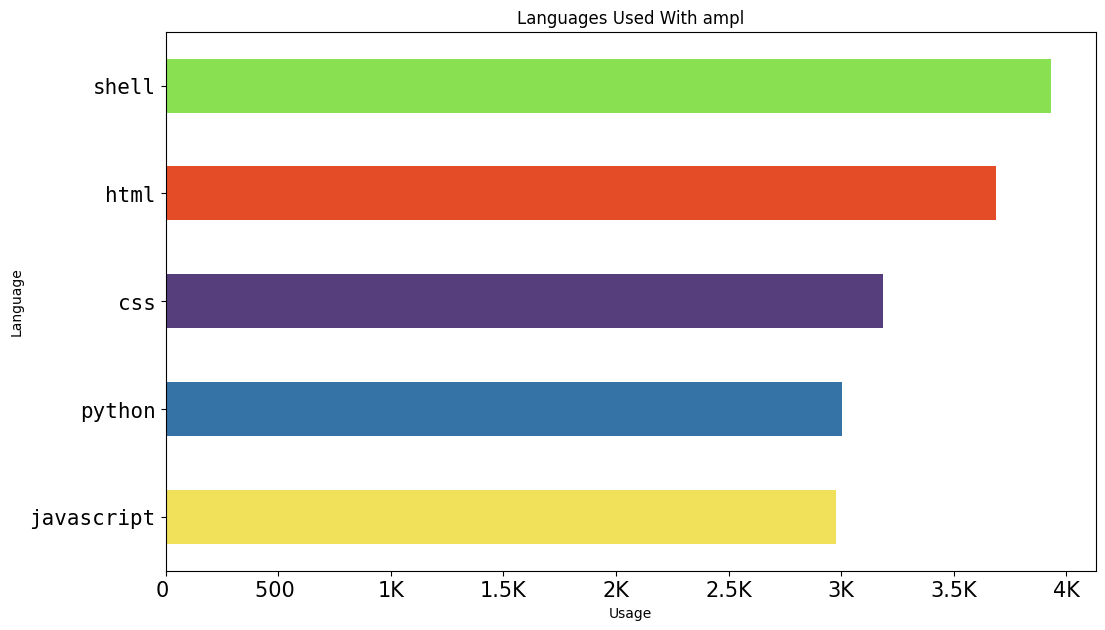 Languages Used With ampl
shell
html
css
python
javascript
Language
0 500 1K 1.5K 2K 2.5K 3K 3.5K 4K
Usage